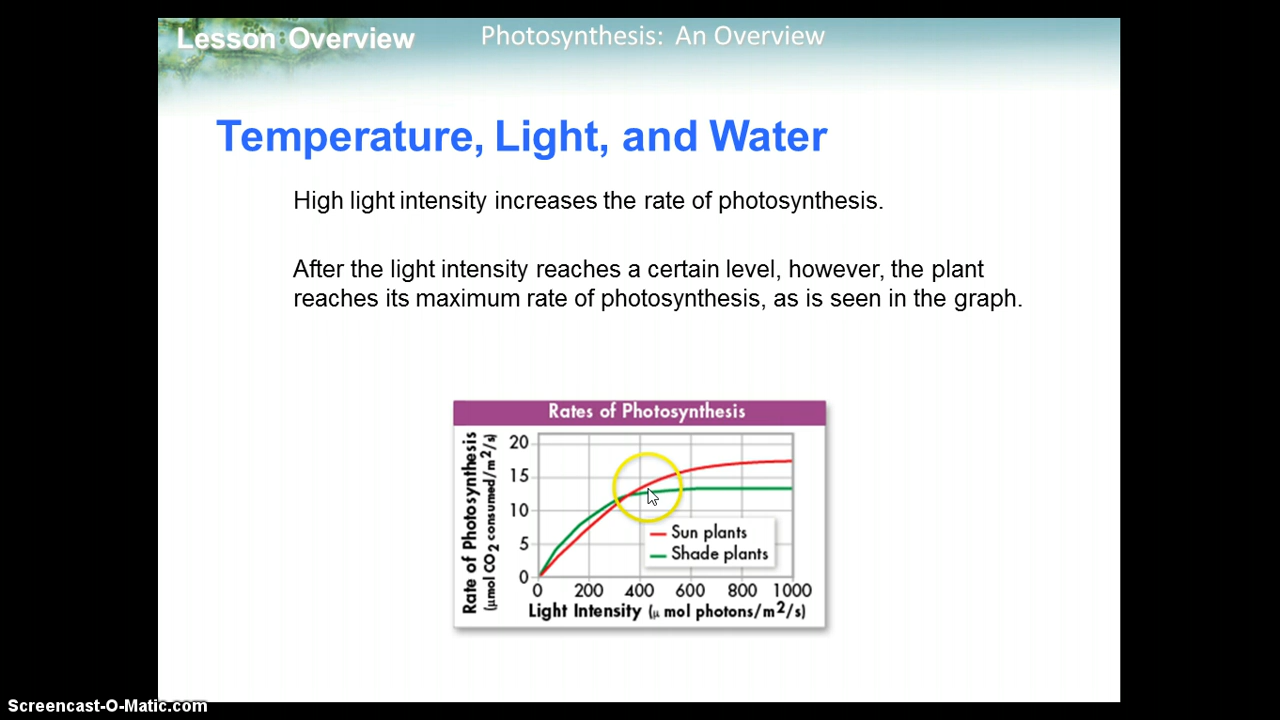 Lesson Overview Photosynthesis: An Overview
Temperature, Light, and Water
High light intensity increases the rate of photosynthesis.
After the light intensity reaches a certain level, however, the plant
reaches its maximum rate of photosynthesis, as is seen in the graph.
Rates of Photosynthesis
Rate of Photosynthesis
(μmol CO2 consumed/m2/s)
20
15
10
5
0
Sun plants
Shade plants
0 200 400 600 800 1000
Light Intensity (μ mol photons/m2/s)
Screencast-O-Matic.com